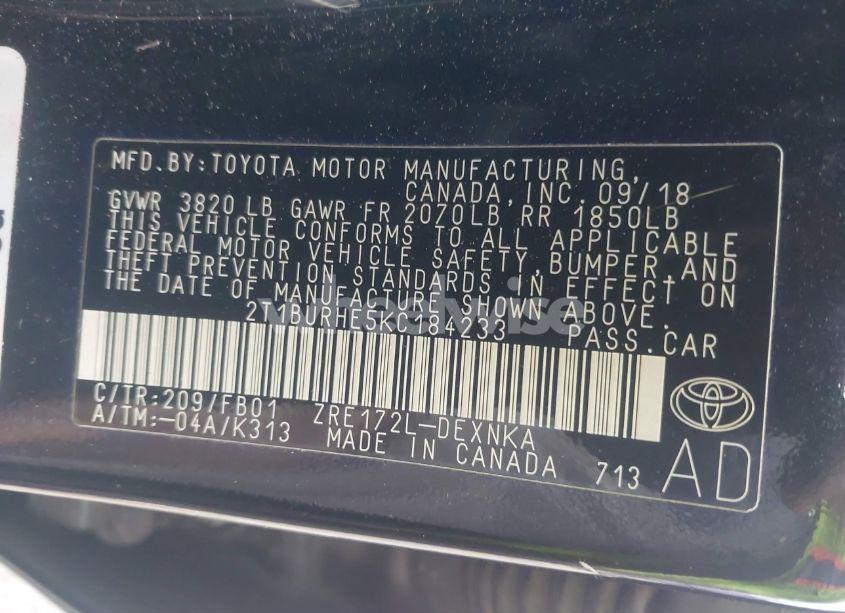 MFD.BY:TOYOTA MOTOR MANUFACTURING,
CANADA,INC. 09/18
GVWR 3820 LB GAWR FR 2070LB RR 1850LB
THIS VEHICLE CONFORMS TO ALL APPLICABLE
FEDERAL MOTOR VEHICLE SAFETY,BUMPER,AND
THEFT PREVENTION STANDARDS IN EFFECT ON
THE DATE OF MANUFACTURE SHOWN ABOVE.
2T1BURHE5KC184233 PASS.CAR
C/TR:209/FB01 ZRE172L-DEXNKA
A/TM:-04A/K313 MADE IN CANADA 713
AD